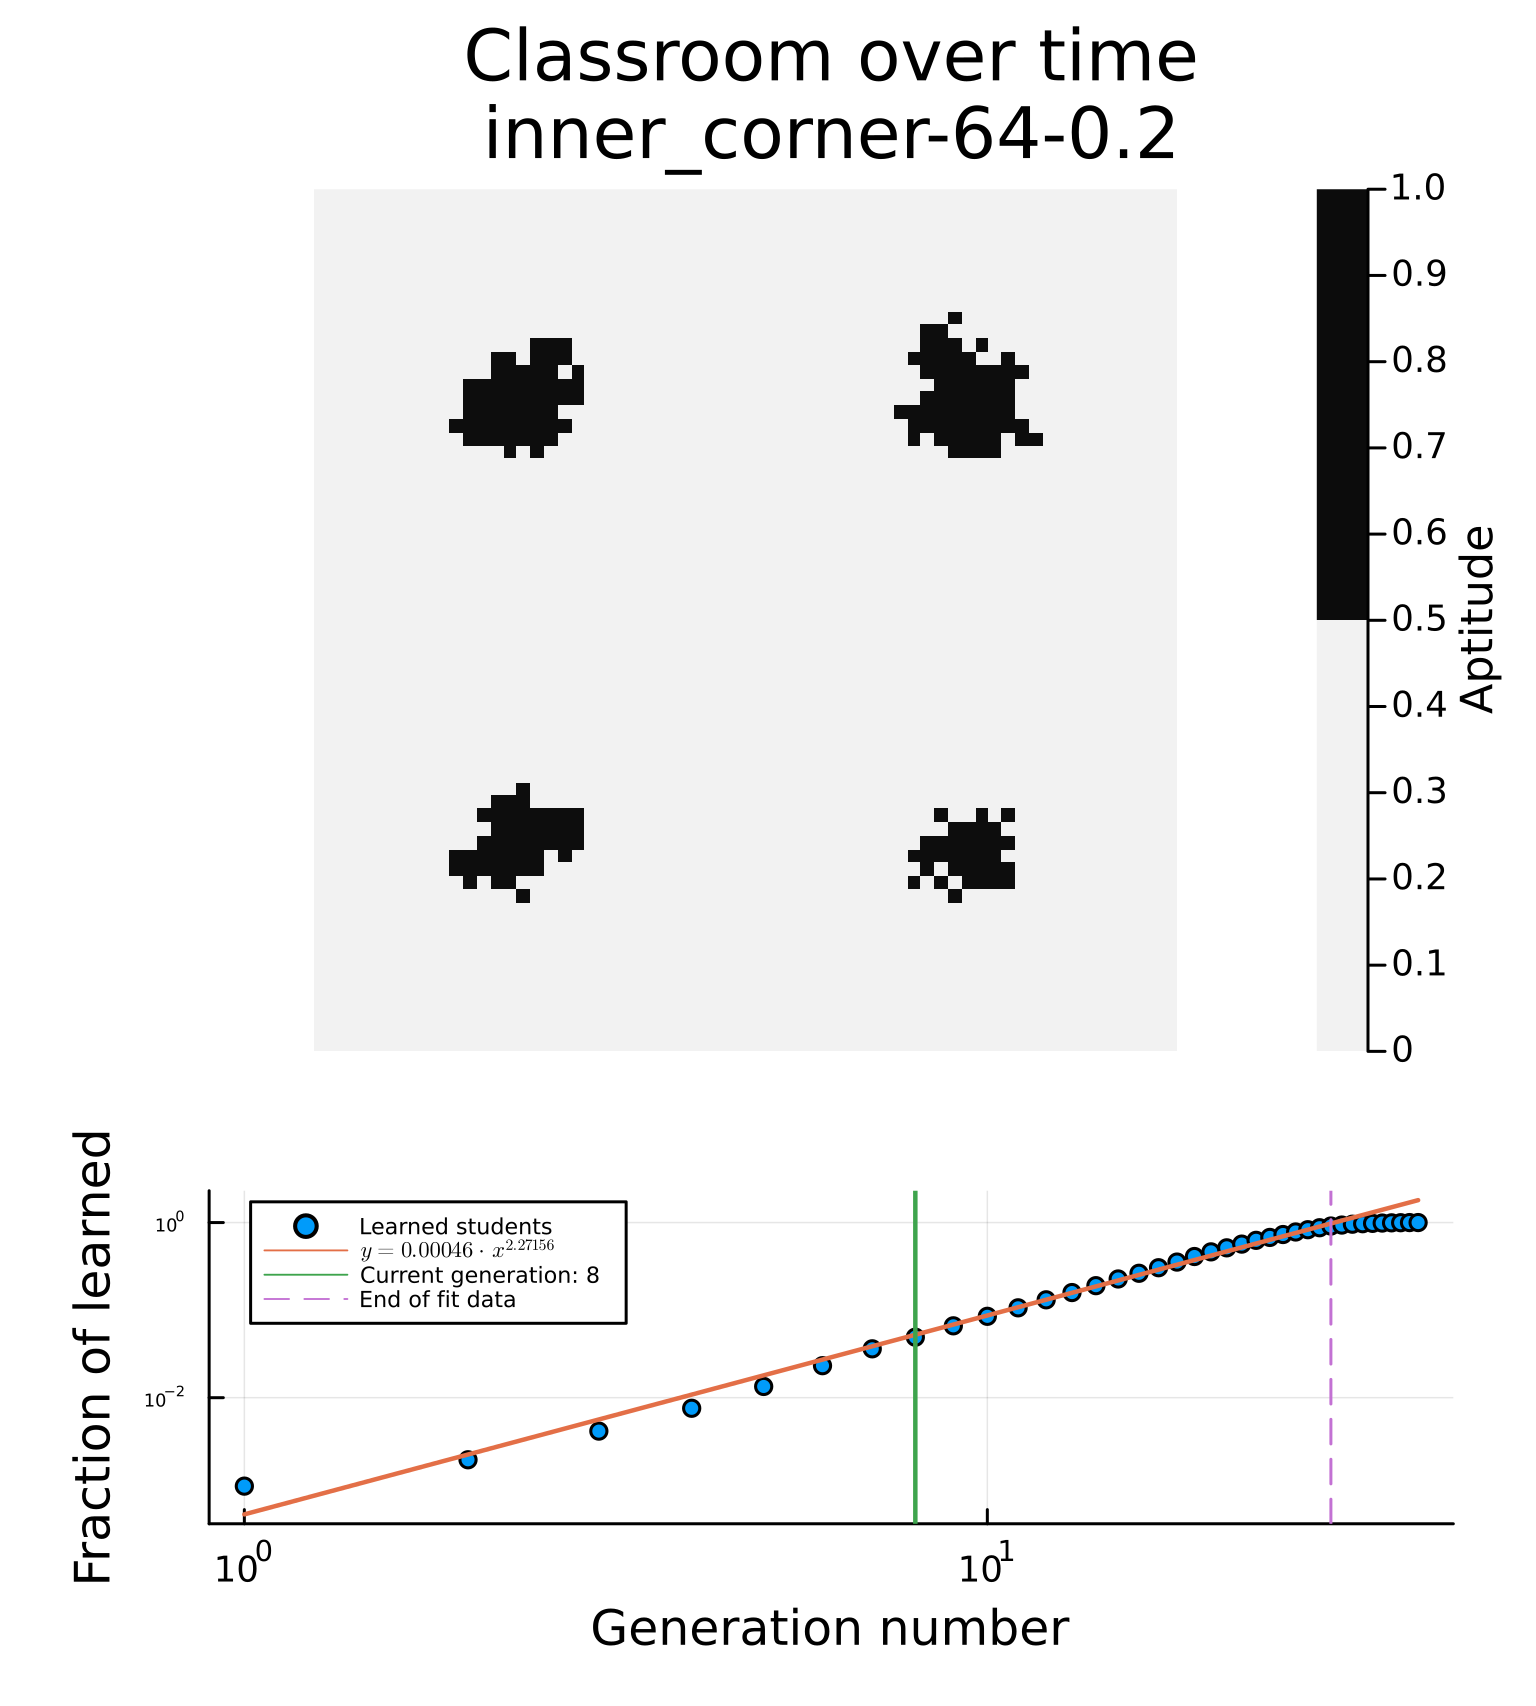 Classroom over time
inner_corner-64-0.2
1.0
0.9
0.8
0.7
0.6
0.5
0.4
0.3
0.2
0.1
0
Aptitude
Fraction of learned
10^0
10^-2
Learned students
y = 0.00046 · x^2.27156
Current generation: 8
End of fit data
10^0
10^1
Generation number